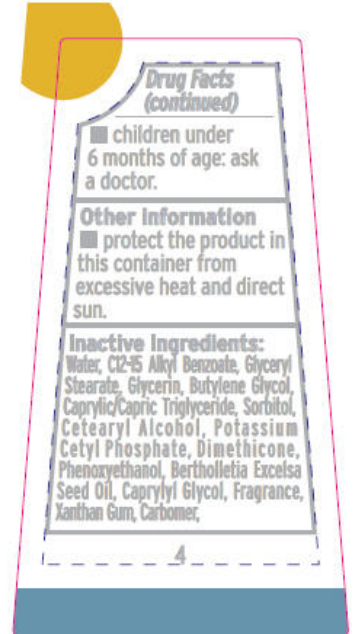 Drug Facts
(continued)
■ children under
6 months of age: ask
a doctor.
Other information
■ protect the product in
this container from
excessive heat and direct
sun.
Inactive Ingredients:
Water, C12-15 Alkyl Benzoate, Glyceryl
Stearate, Glycerin, Butylene Glycol,
Caprylic/Capric Triglyceride, Sorbitol,
Cetearyl Alcohol, Potassium
Cetyl Phosphate, Dimethicone,
Phenoxyethanol, Bertholletia Excelsa
Seed Oil, Caprylyl Glycol, Fragrance,
Xanthan Gum, Carbomer,
4